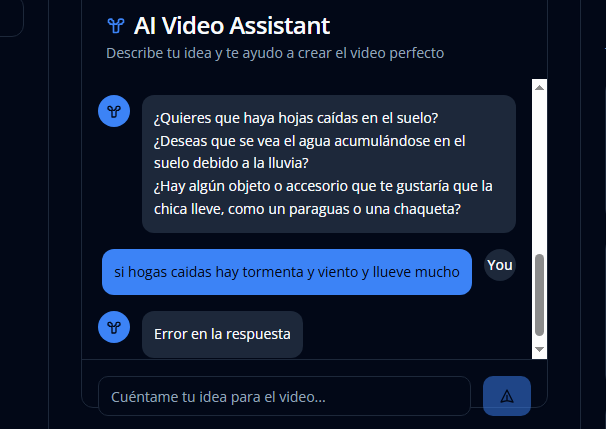 AI Video Assistant
Describe tu idea y te ayudo a crear el video perfecto
¿Quieres que haya hojas caídas en el suelo?
¿Deseas que se vea el agua acumulándose en el
suelo debido a la lluvia?
¿Hay algún objeto o accesorio que te gustaría que la
chica lleve, como un paraguas o una chaqueta?
si hogas caidas hay tormenta y viento y llueve mucho
You
Error en la respuesta
Cuéntame tu idea para el video...